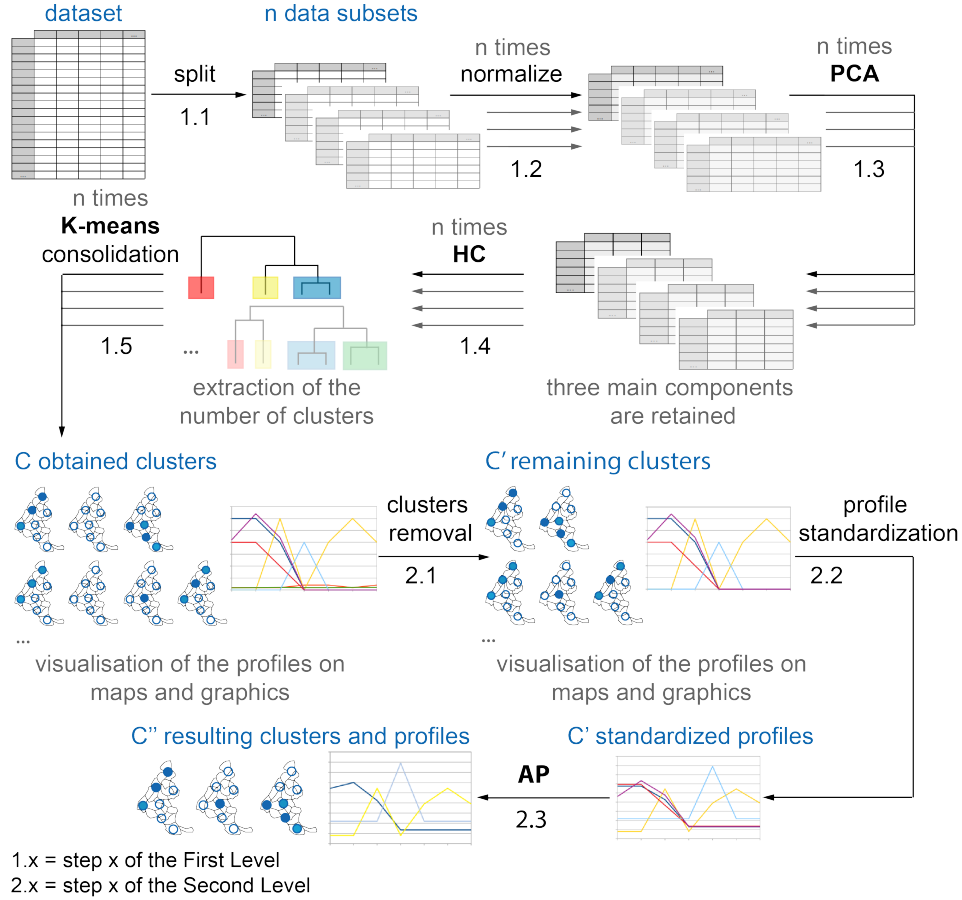 dataset
n data subsets
split
1.1
n times
normalize
1.2
n times
PCA
1.3
n times
K-means
consolidation
1.5
n times
HC
1.4
...
extraction of the
number of clusters
three main components
are retained
C obtained clusters
clusters
removal
2.1
C’ remaining clusters
profile
standardization
2.2
...
visualisation of the profiles on
maps and graphics
...
visualisation of the profiles on
maps and graphics
C’’ resulting clusters and profiles
AP
2.3
C’ standardized profiles
1.x = step x of the First Level
2.x = step x of the Second Level